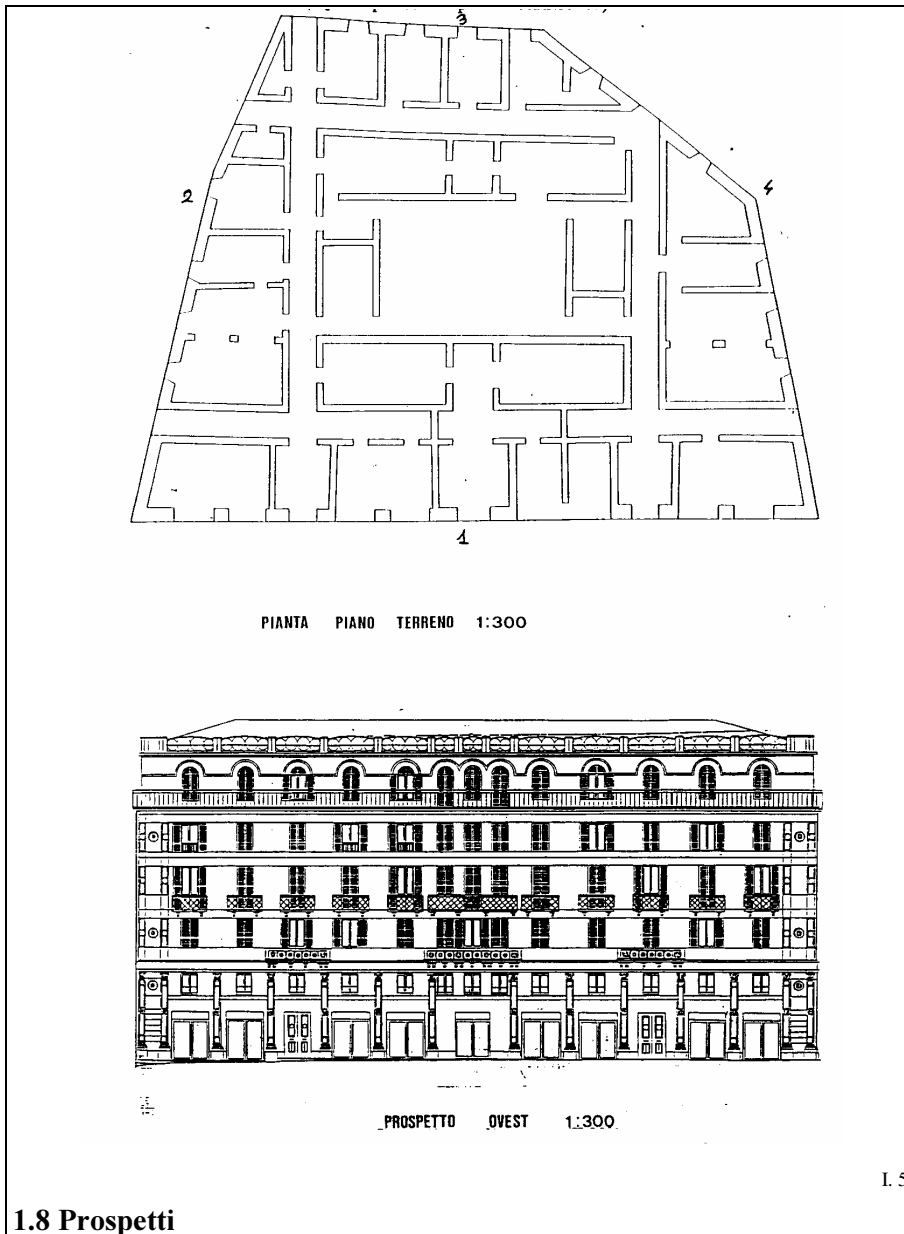 3
2
4
1
PIANTA PIANO TERRENO 1:300
PROSPETTO OVEST 1:300
I. 5
1.8 Prospetti